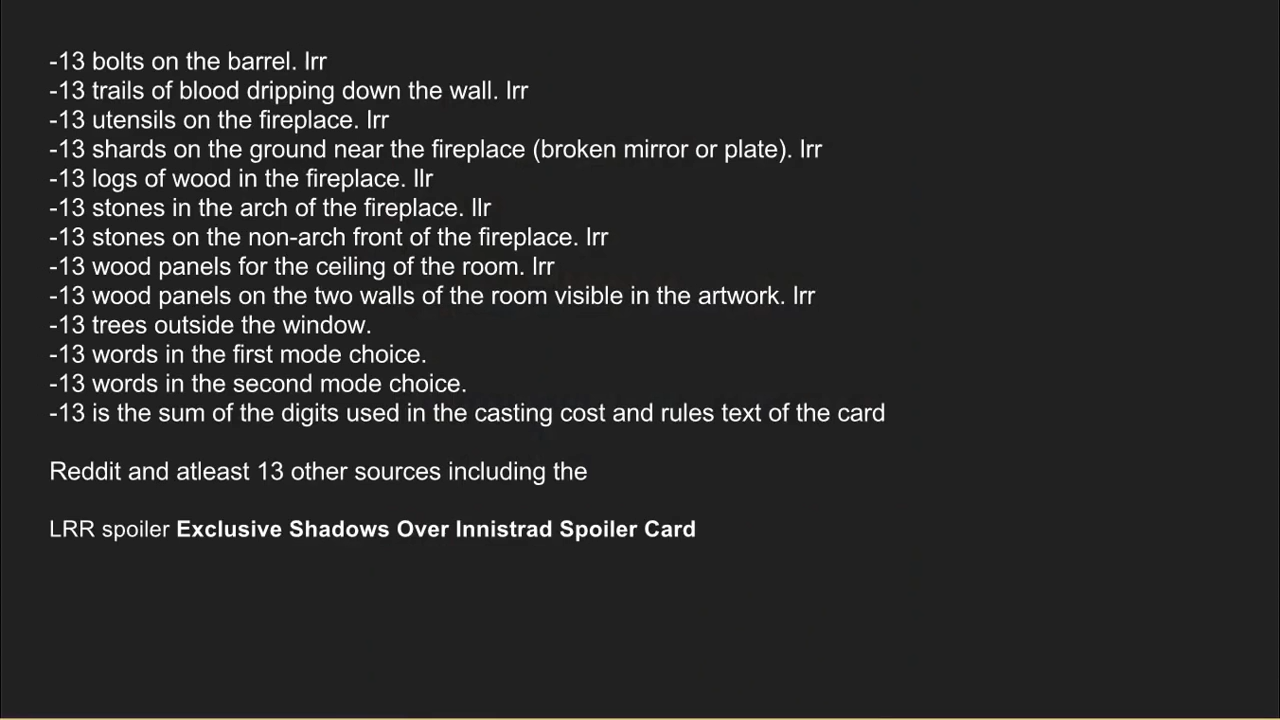 -13 bolts on the barrel. lrr
-13 trails of blood dripping down the wall. lrr
-13 utensils on the fireplace. lrr
-13 shards on the ground near the fireplace (broken mirror or plate). lrr
-13 logs of wood in the fireplace. llr
-13 stones in the arch of the fireplace. llr
-13 stones on the non-arch front of the fireplace. lrr
-13 wood panels for the ceiling of the room. lrr
-13 wood panels on the two walls of the room visible in the artwork. lrr
-13 trees outside the window.
-13 words in the first mode choice.
-13 words in the second mode choice.
-13 is the sum of the digits used in the casting cost and rules text of the card
Reddit and atleast 13 other sources including the
LRR spoiler Exclusive Shadows Over Innistrad Spoiler Card